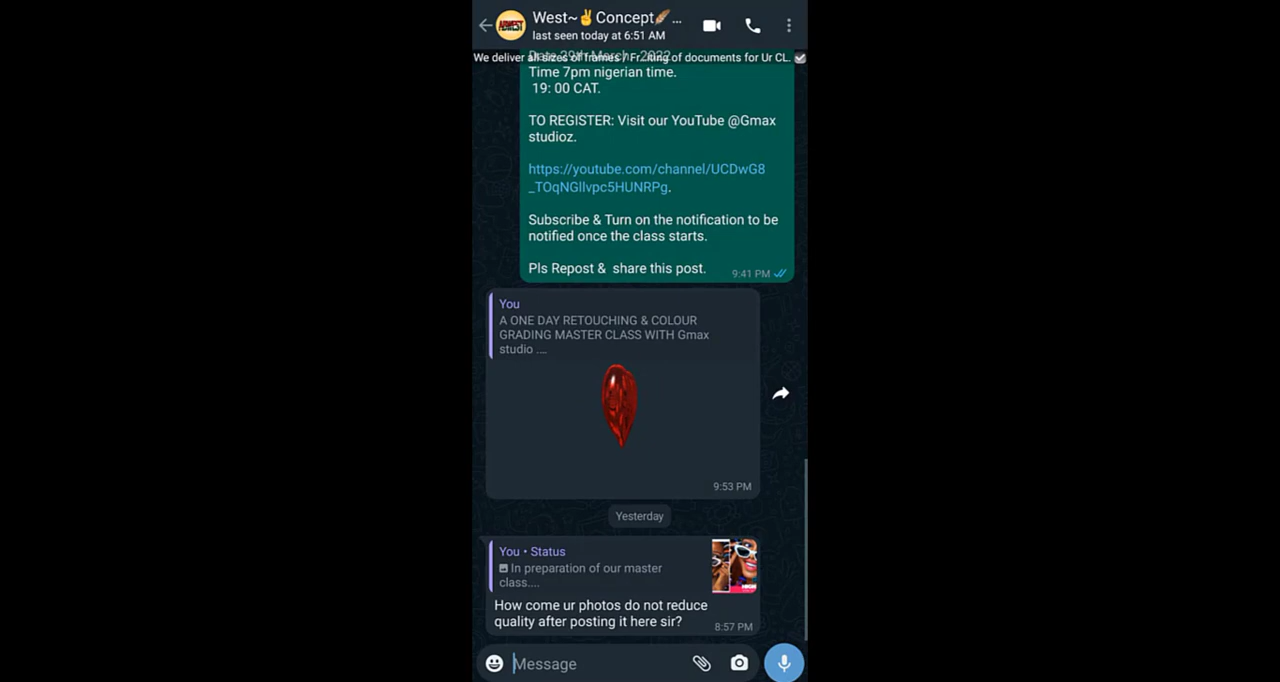 West~✌Concept🪶...
last seen today at 6:51 AM
We deliver all sizes of frames / Fr...ting of documents for Ur CL.
Date 29th March, 2022
Time 7pm nigerian time.
19: 00 CAT.
TO REGISTER: Visit our YouTube @Gmax
studioz.
https://youtube.com/channel/UCDwG8
_TOqNGllvpc5HUNRPg.
Subscribe & Turn on the notification to be
notified once the class starts.
Pls Repost & share this post.
9:41 PM
You
A ONE DAY RETOUCHING & COLOUR
GRADING MASTER CLASS WITH Gmax
studio ....
9:53 PM
Yesterday
You • Status
In preparation of our master
class....
How come ur photos do not reduce
quality after posting it here sir?
8:57 PM
Message